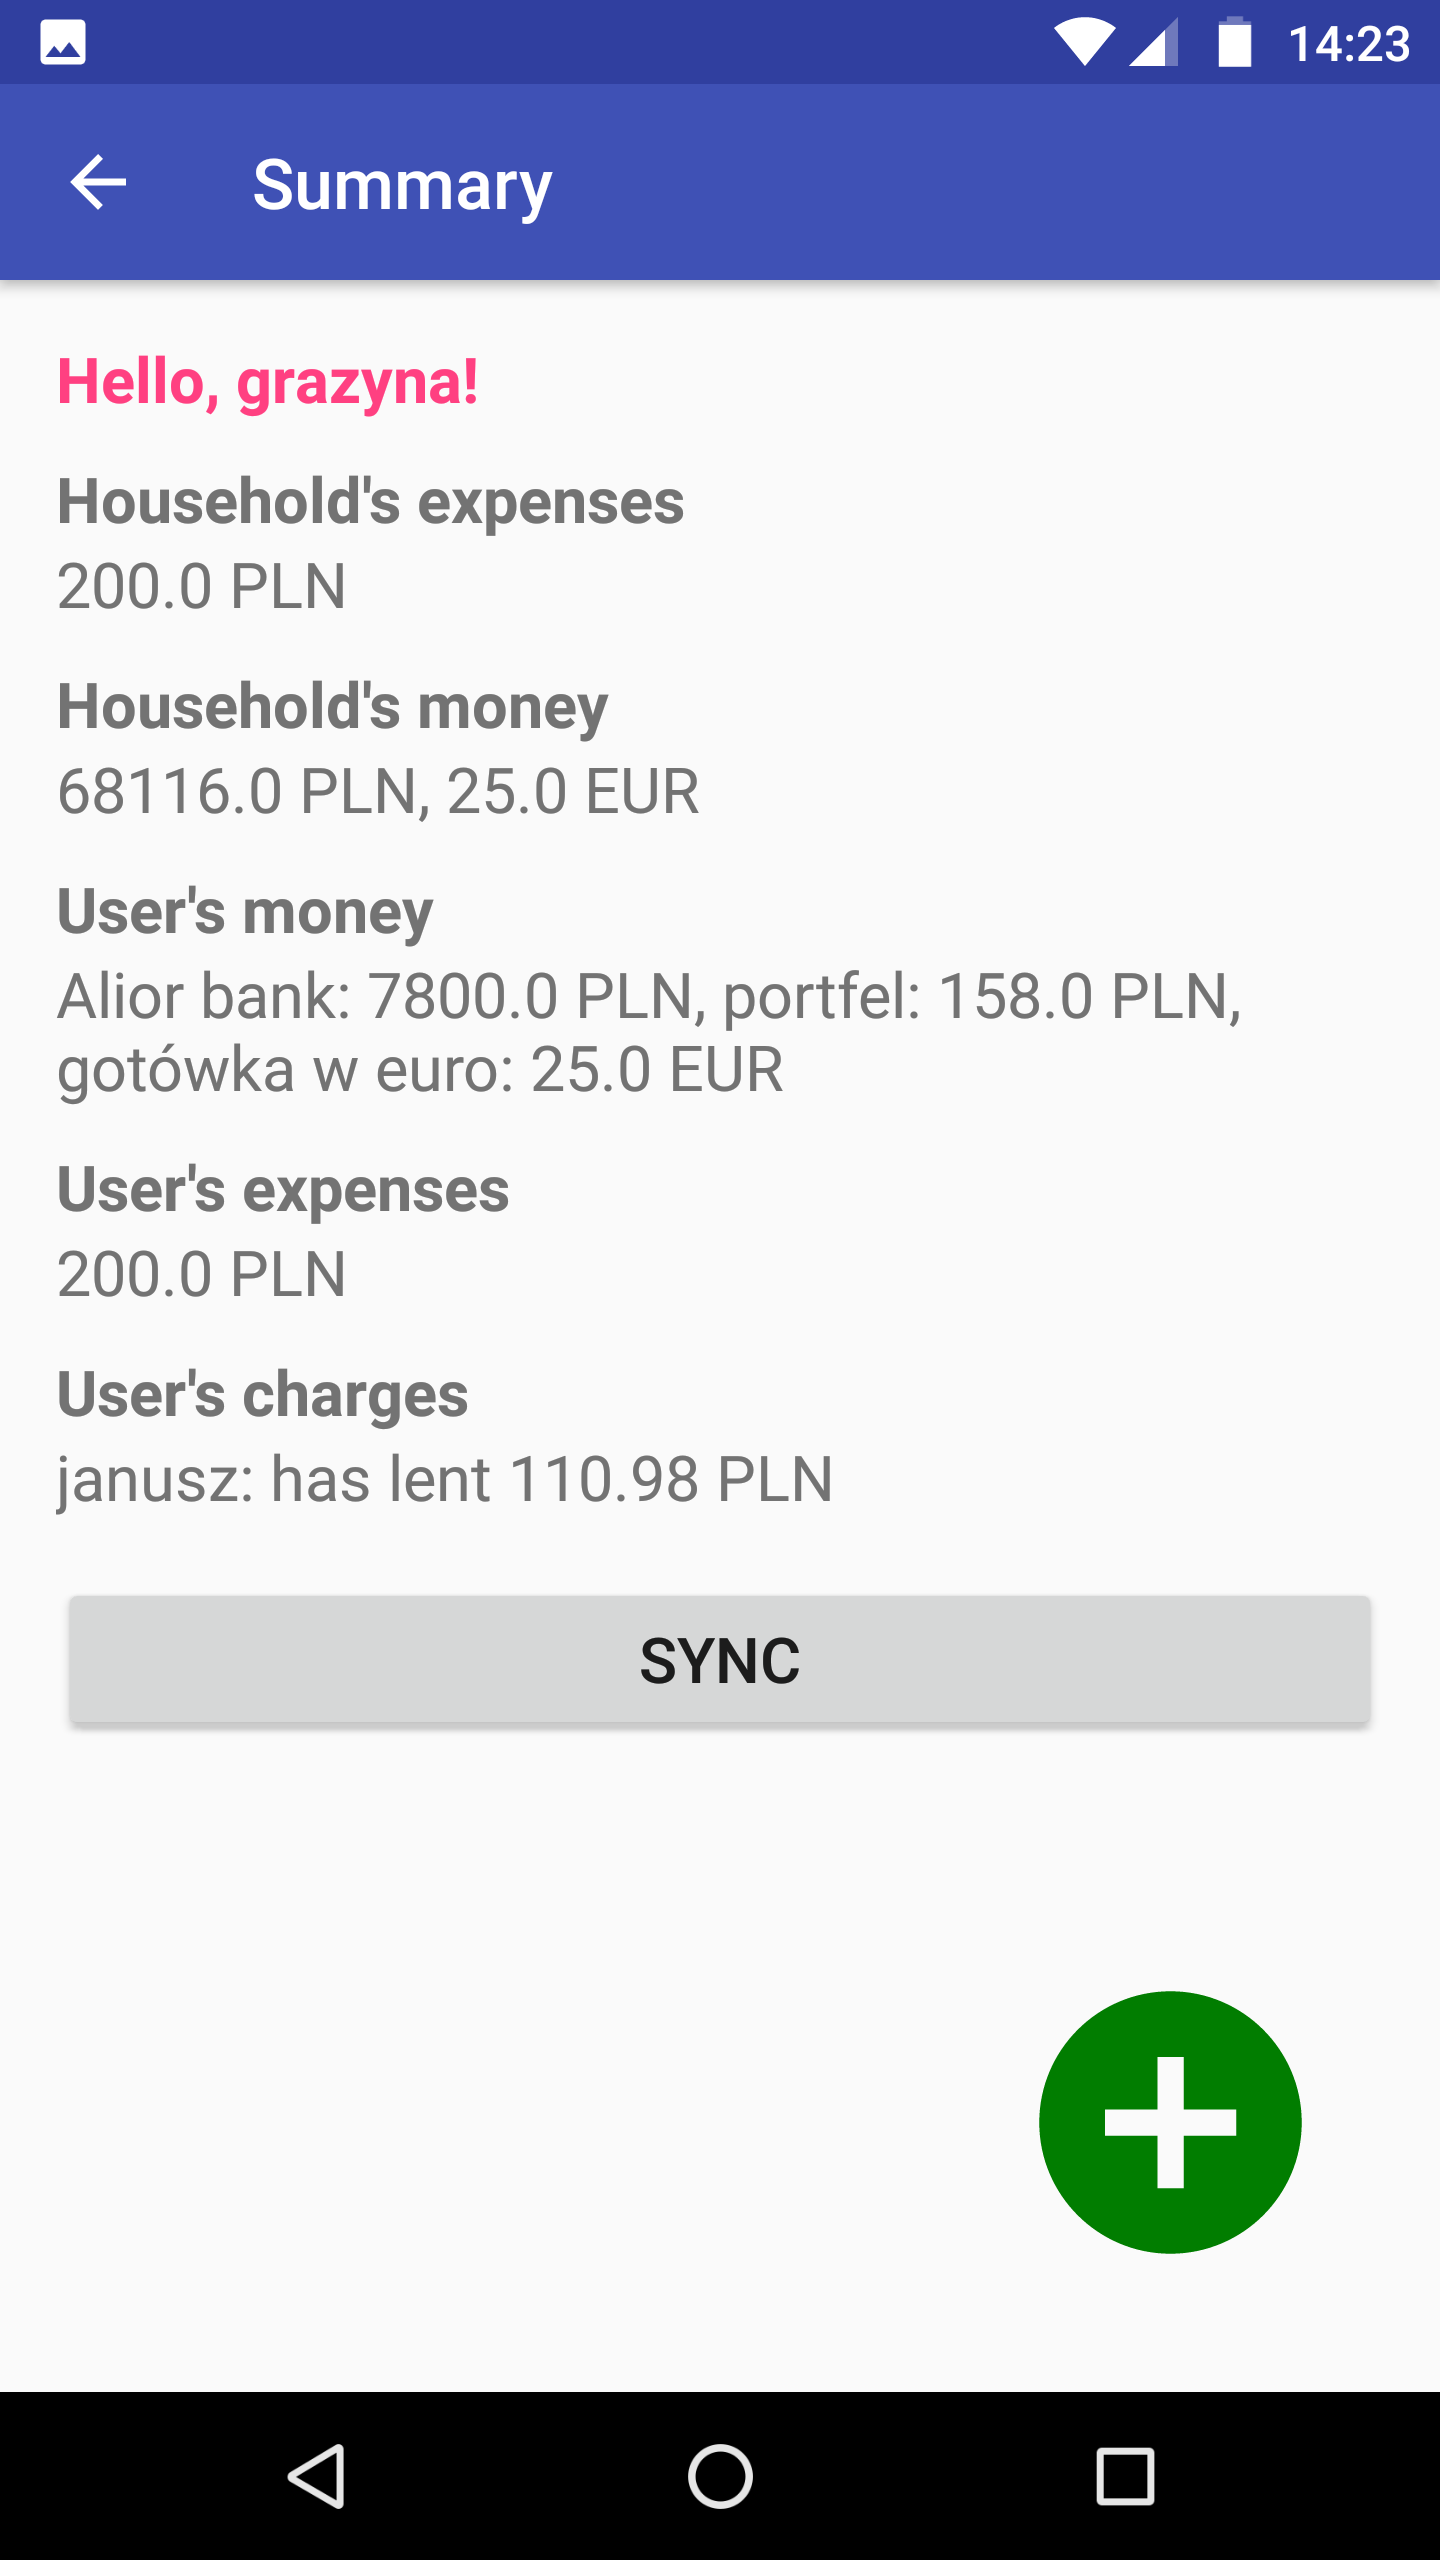 14:23
Summary
Hello, grazyna!
Household's expenses
200.0 PLN
Household's money
68116.0 PLN, 25.0 EUR
User's money
Alior bank: 7800.0 PLN, portfel: 158.0 PLN,
gotówka w euro: 25.0 EUR
User's expenses
200.0 PLN
User's charges
janusz: has lent 110.98 PLN
SYNC